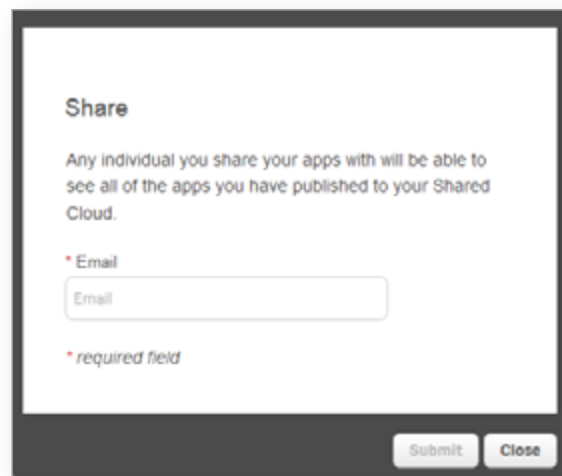 Share
Any individual you share your apps with will be able to
see all of the apps you have published to your Shared
Cloud.
* Email
Email
* required field
Submit Close